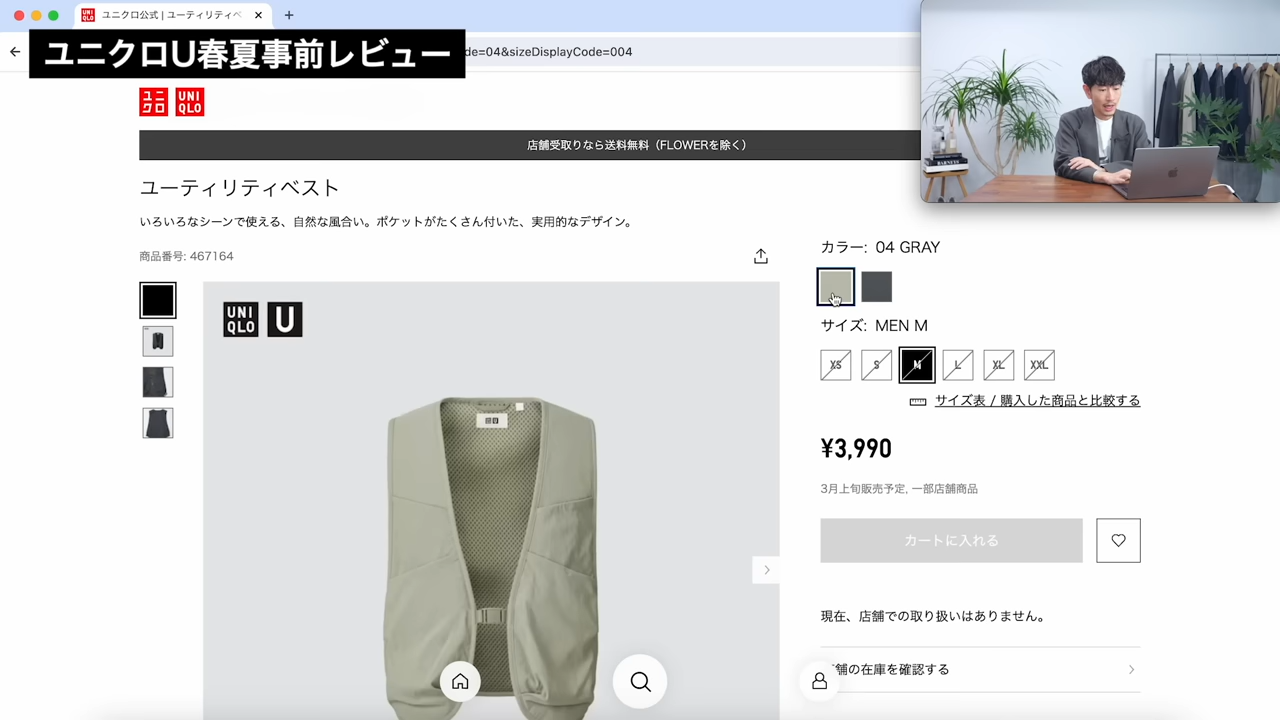 ユニクロ公式 | ユーティリティベ
ユニクロU春夏事前レビュー
de=04&sizeDisplayCode=004
ユニ
クロ
UNI
QLO
店舗受取りなら送料無料（FLOWERを除く）
ユーティリティベスト
いろいろなシーンで使える、自然な風合い。ポケットがたくさん付いた、実用的なデザイン。
商品番号: 467164
カラー: 04 GRAY
サイズ: MEN M
XS S M L XL XXL
サイズ表 / 購入した商品と比較する
¥3,990
3月上旬販売予定, 一部店舗商品
カートに入れる
現在、店舗での取り扱いはありません。
舗の在庫を確認する
UNI
QLO
U